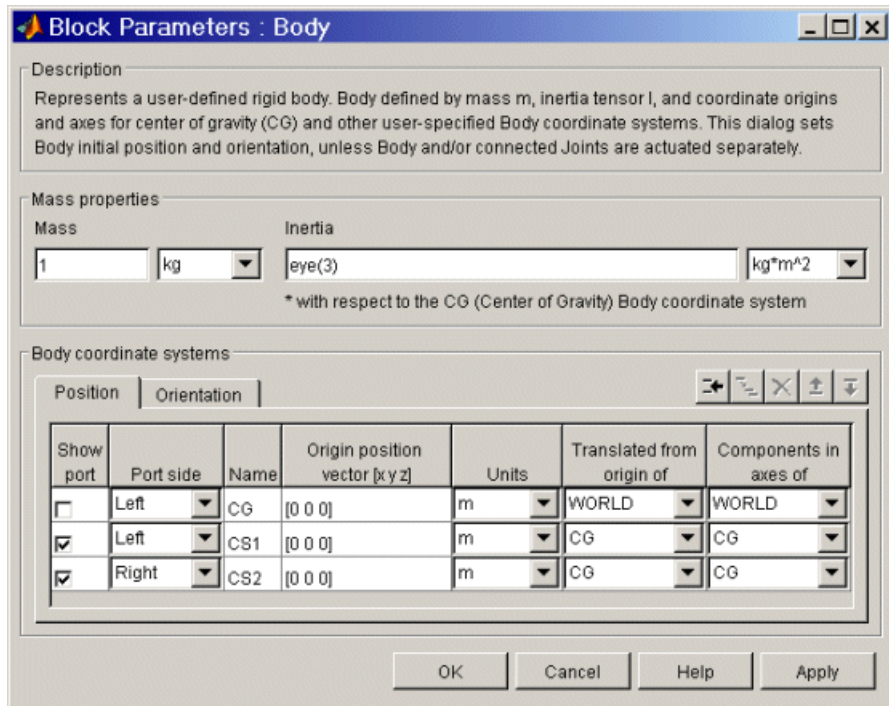 Block Parameters : Body
Description
Represents a user-defined rigid body. Body defined by mass m, inertia tensor I, and coordinate origins
and axes for center of gravity (CG) and other user-specified Body coordinate systems. This dialog sets
Body initial position and orientation, unless Body and/or connected Joints are actuated separately.
Mass properties
Mass Inertia
1 kg eye(3) kg*m^2
* with respect to the CG (Center of Gravity) Body coordinate system
Body coordinate systems
Position Orientation
Show Origin position Translated from Components in
port Port side Name vector [x y z] Units origin of axes of
Left CG [0 0 0] m WORLD WORLD
Left CS1 [0 0 0] m CG CG
Right CS2 [0 0 0] m CG CG
OK Cancel Help Apply